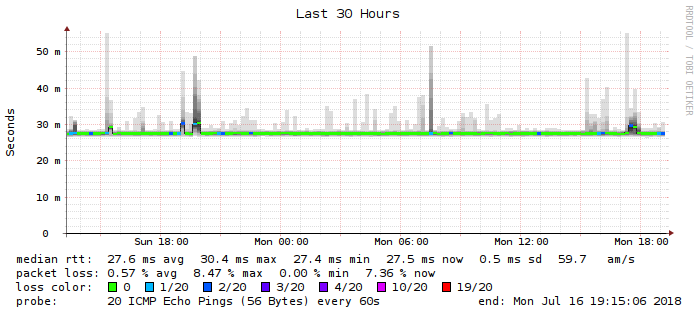 Last 30 Hours
RRDTOOL / TOBI OETIKER
Seconds
50 m
40 m
30 m
20 m
10 m
0
Sun 18:00 Mon 00:00 Mon 06:00 Mon 12:00 Mon 18:00
median rtt: 27.6 ms avg 30.4 ms max 27.4 ms min 27.5 ms now 0.5 ms sd 59.7 am/s
packet loss: 0.57 % avg 8.47 % max 0.00 % min 7.36 % now
loss color: 0 1/20 2/20 3/20 4/20 10/20 19/20
probe: 20 ICMP Echo Pings (56 Bytes) every 60s end: Mon Jul 16 19:15:06 2018